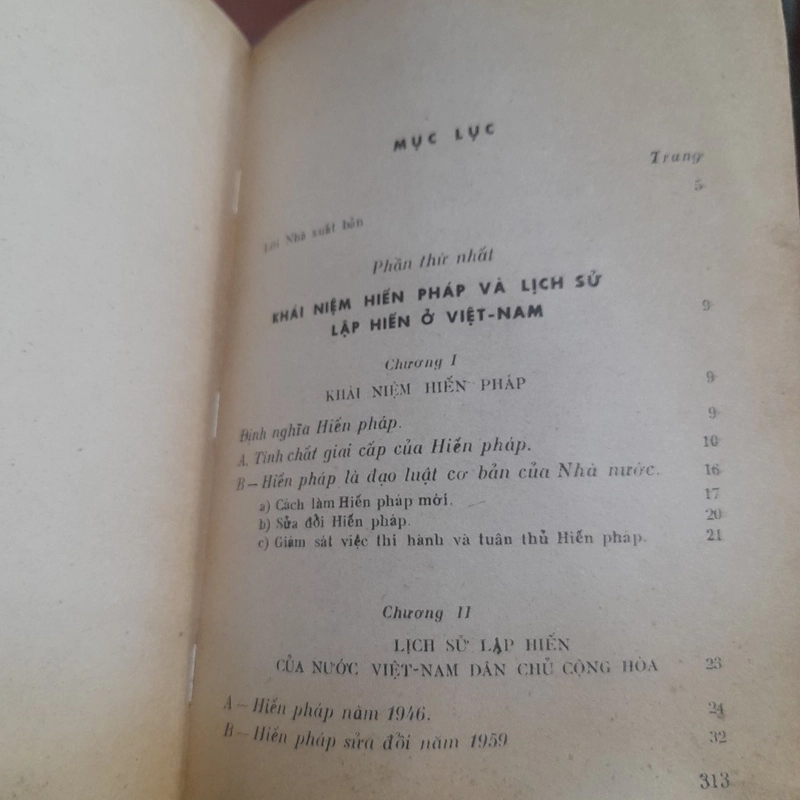 MỤC LỤC
Trang
Lời Nhà xuất bản 5
Phần thứ nhất
KHÁI NIỆM HIẾN PHÁP VÀ LỊCH SỬ
LẬP HIẾN Ở VIỆT-NAM 9
Chương I
KHÁI NIỆM HIẾN PHÁP 9
Định nghĩa Hiến pháp. 9
A. Tính chất giai cấp của Hiến pháp. 10
B — Hiến pháp là đạo luật cơ bản của Nhà nước. 16
a) Cách làm Hiến pháp mới. 17
b) Sửa đổi Hiến pháp. 20
c) Giám sát việc thi hành và tuân thủ Hiến pháp. 21
Chương II
LỊCH SỬ LẬP HIẾN
CỦA NƯỚC VIỆT-NAM DÂN CHỦ CỘNG HÒA 23
A — Hiến pháp năm 1946. 24
B — Hiến pháp sửa đổi năm 1959 32
313